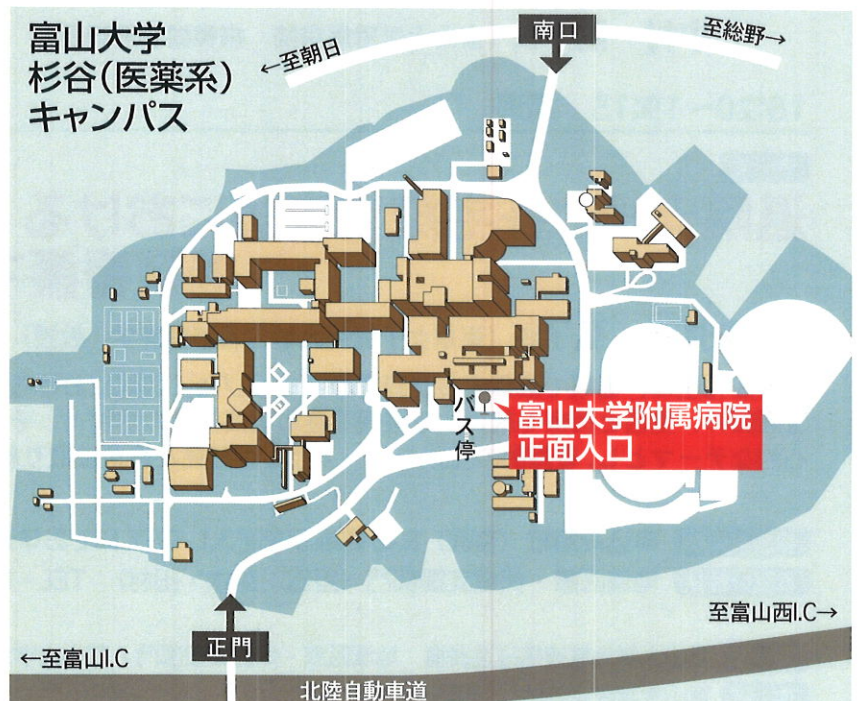 富山大学
杉谷（医薬系）
キャンパス
南口
←至朝日
至総野→
バス停
富山大学附属病院
正面入口
至富山西I.C→
正門
←至富山I.C
北陸自動車道